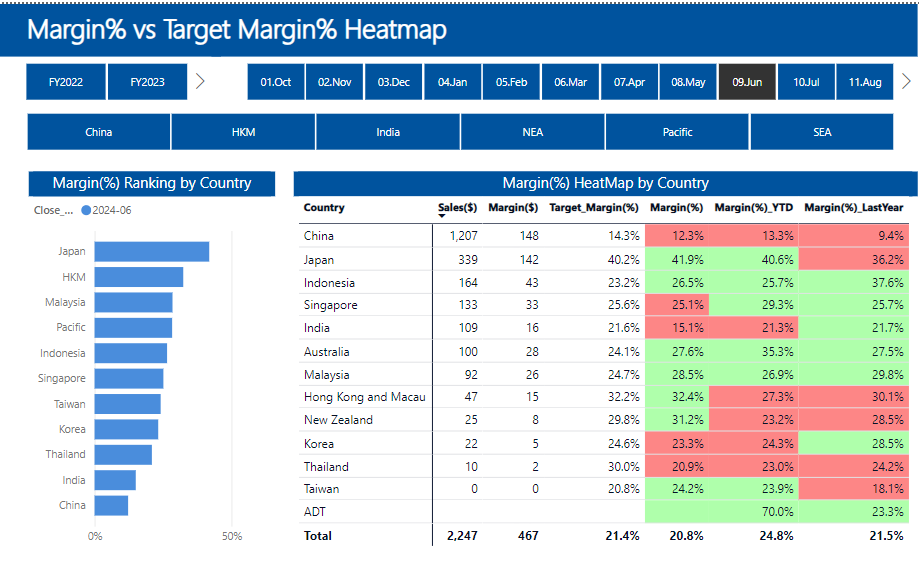 Margin% vs Target Margin% Heatmap
FY2022 FY2023 01.Oct 02.Nov 03.Dec 04.Jan 05.Feb 06.Mar 07.Apr 08.May 09.Jun 10.Jul 11.Aug
China HKM India NEA Pacific SEA
Margin(%) Ranking by Country
Close_... 2024-06
Japan
HKM
Malaysia
Pacific
Indonesia
Singapore
Taiwan
Korea
Thailand
India
China
0% 50%
Margin(%) HeatMap by Country
Country Sales($) Margin($) Target_Margin(%) Margin(%) Margin(%)_YTD Margin(%)_LastYear
China 1,207 148 14.3% 12.3% 13.3% 9.4%
Japan 339 142 40.2% 41.9% 40.6% 36.2%
Indonesia 164 43 23.2% 26.5% 25.7% 37.6%
Singapore 133 33 25.6% 25.1% 29.3% 25.7%
India 109 16 21.6% 15.1% 21.3% 21.7%
Australia 100 28 24.1% 27.6% 35.3% 27.5%
Malaysia 92 26 24.7% 28.5% 26.9% 29.8%
Hong Kong and Macau 47 15 32.2% 32.4% 27.3% 30.1%
New Zealand 25 8 29.8% 31.2% 23.2% 28.5%
Korea 22 5 24.6% 23.3% 24.3% 28.5%
Thailand 10 2 30.0% 20.9% 23.0% 24.2%
Taiwan 0 0 20.8% 24.2% 23.9% 18.1%
ADT 70.0% 23.3%
Total 2,247 467 21.4% 20.8% 24.8% 21.5%